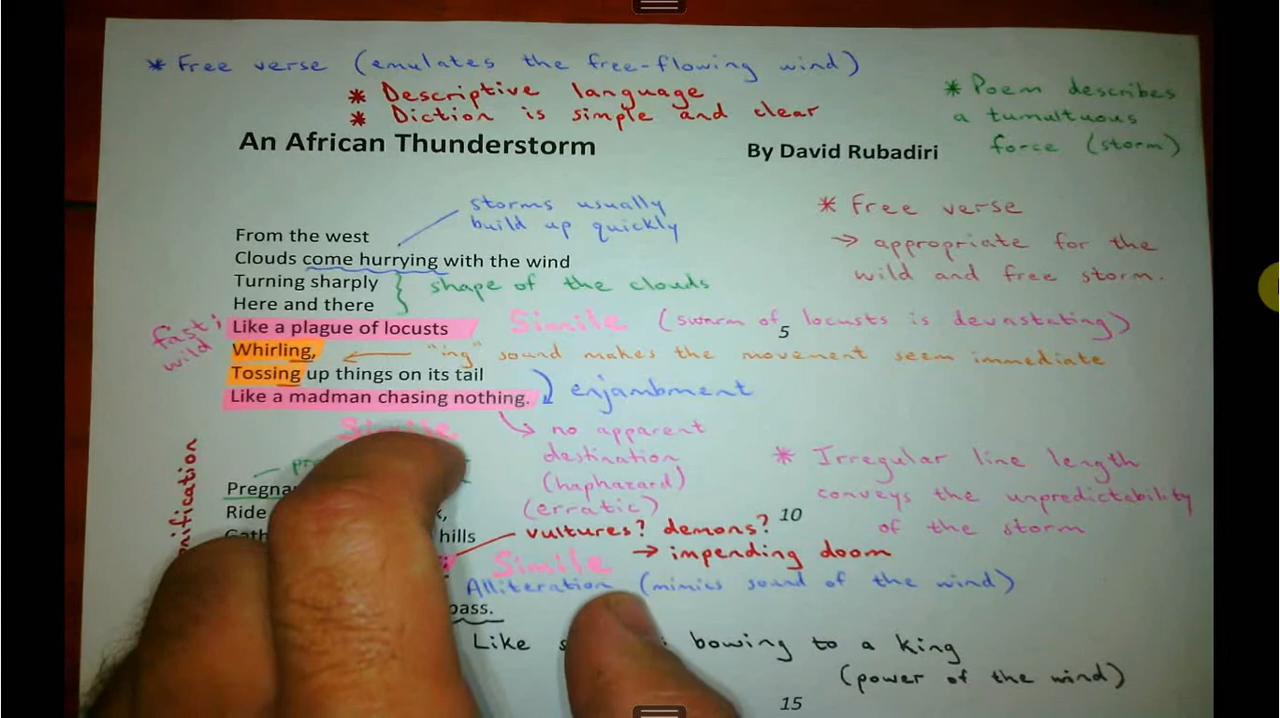 * Free verse (emulates the free-flowing wind)
* Descriptive language
* Diction is simple and clear
* Poem describes
a tumultuous
force (storm)
An African Thunderstorm
By David Rubadiri
storms usually
build up quickly
* Free verse
→ appropriate for the
wild and free storm.
From the west
Clouds come hurrying with the wind
Turning sharply
Here and there
} shape of the clouds
Like a plague of locusts
Simile (swarm of locusts is devastating)
5
fast;
wild
Whirling,
"ing" sound makes the movement seem immediate
Tossing up things on its tail
enjambment
Like a madman chasing nothing.
Simile
no apparent
destination
(haphazard)
(erratic)
* Irregular line length
conveys the unpredictability
of the storm
Ride
hills
vultures? demons?
10
→ impending doom
Simile
Alliteration (mimics sound of the wind)
pass.
Like bowing to a king
(power of the wind)
15